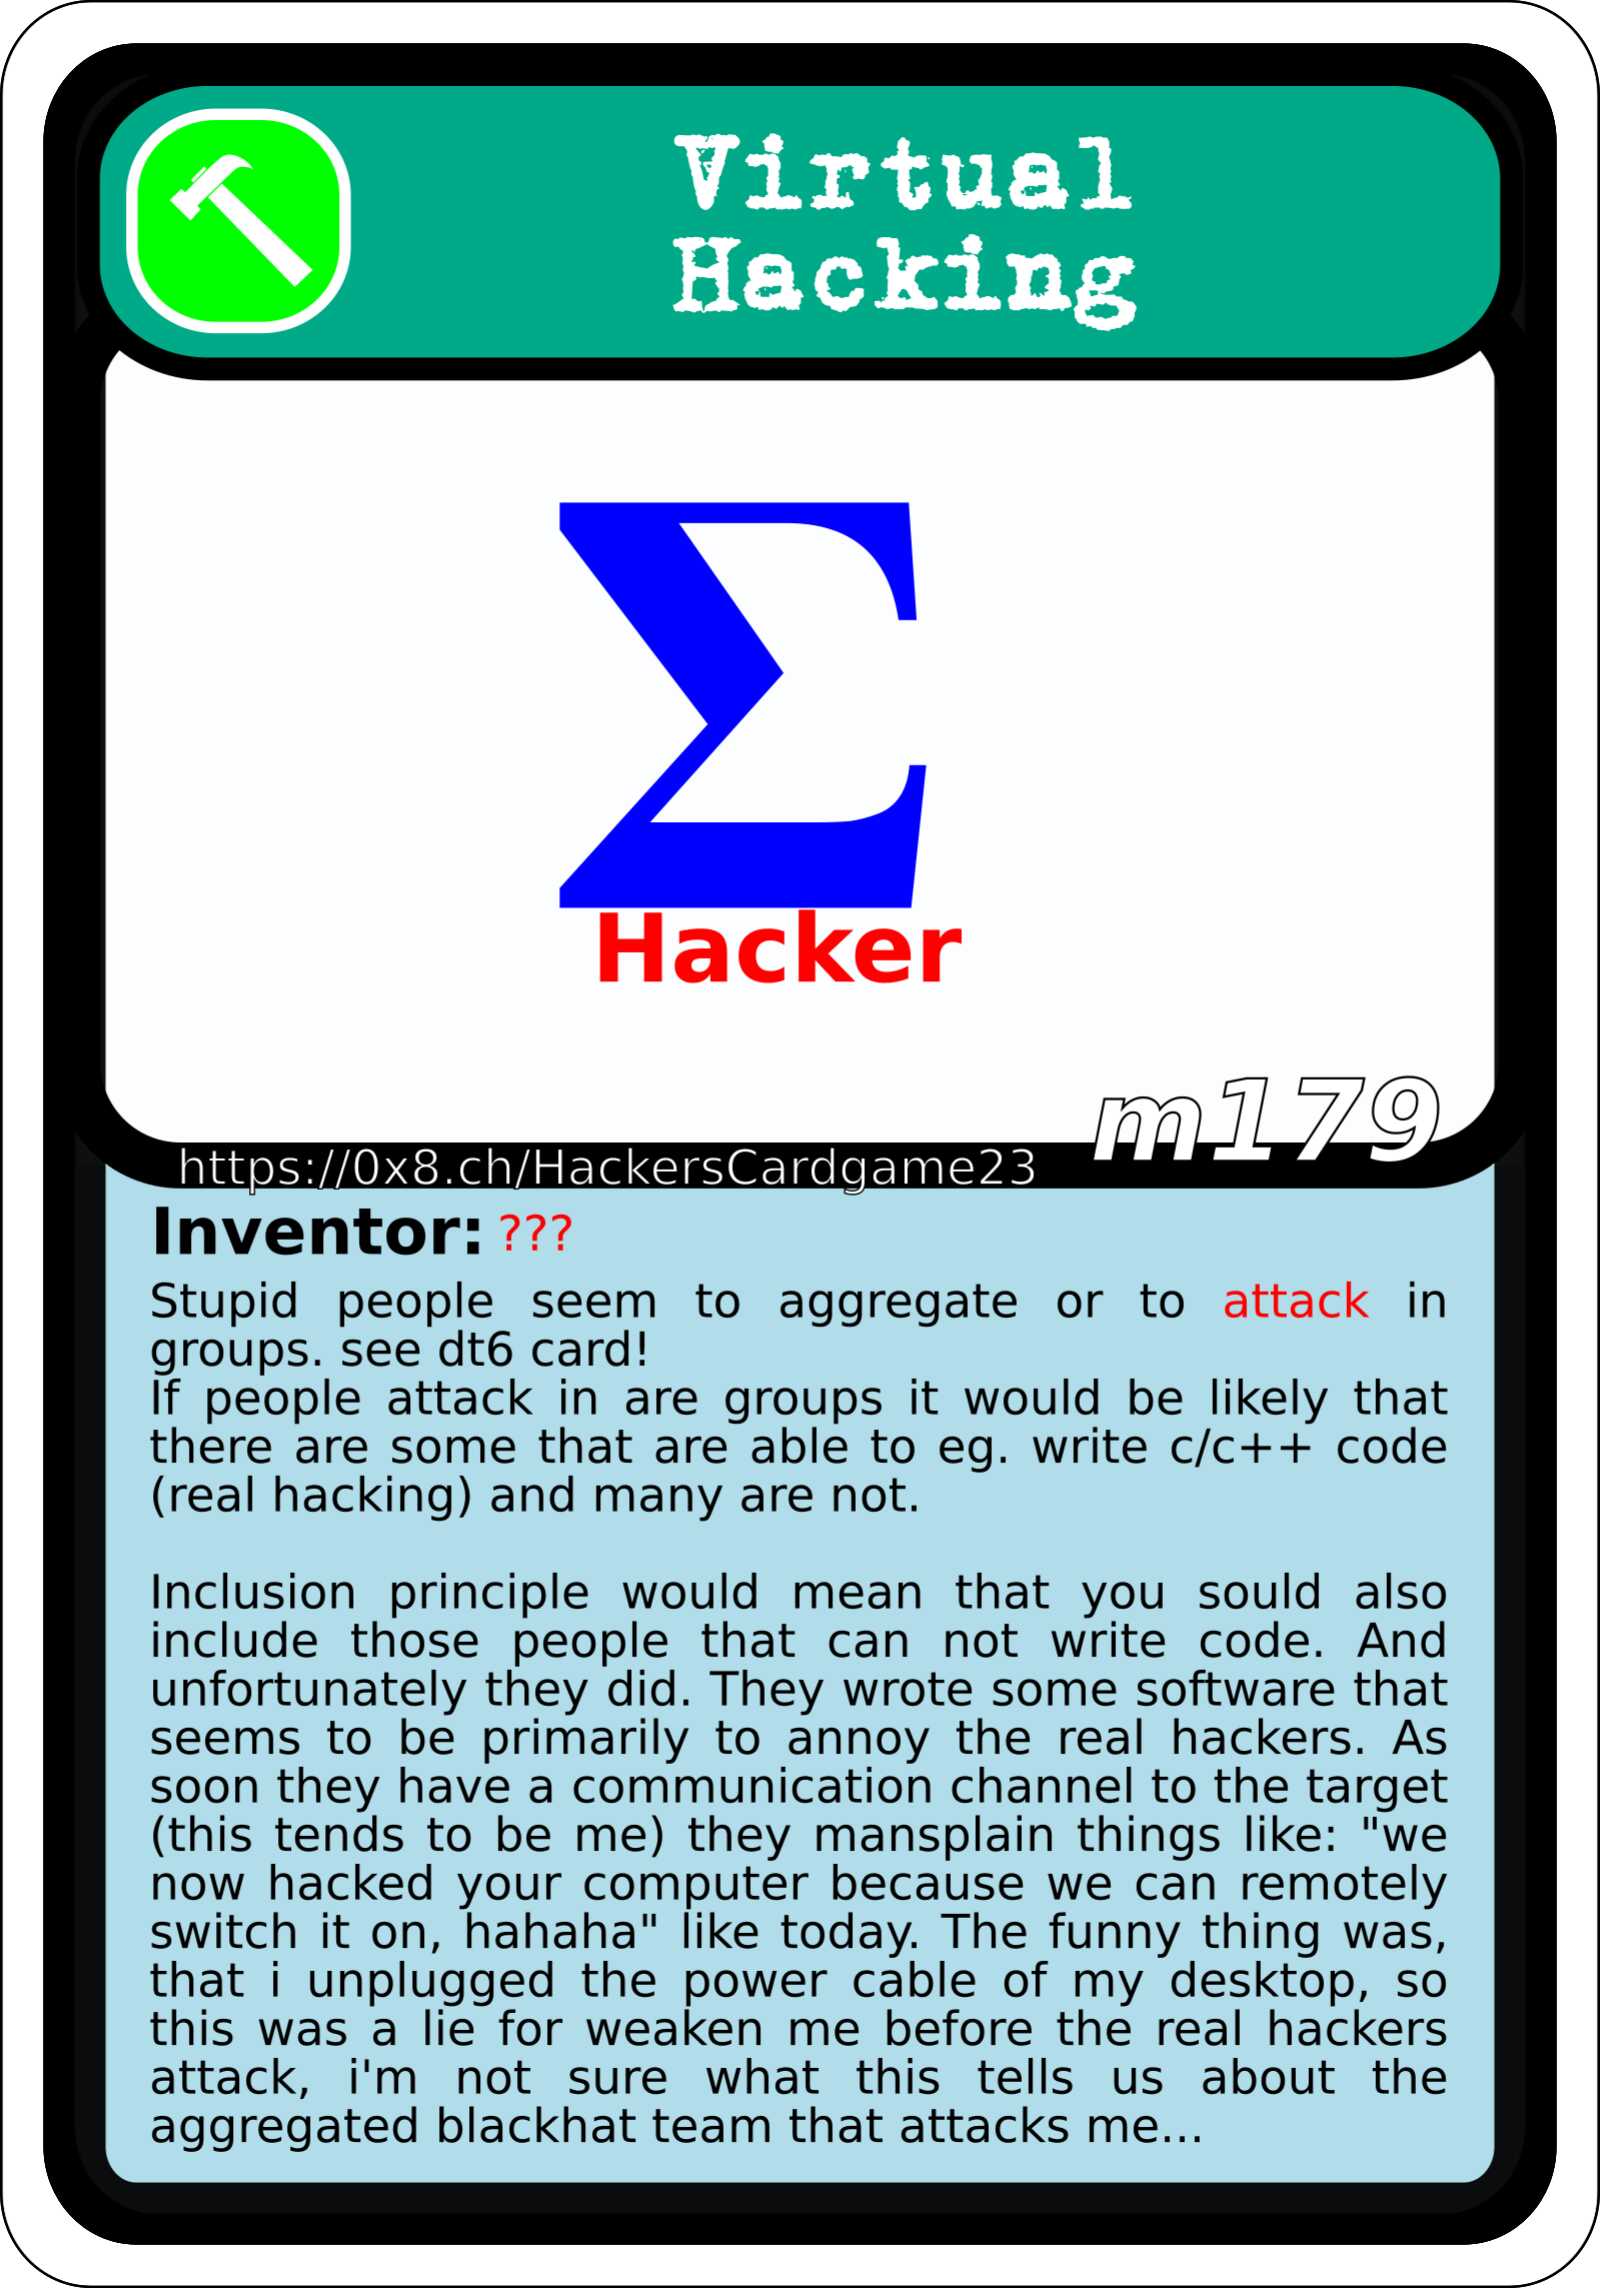 Virtual
Hacking
Σ
Hacker
m179
https://0x8.ch/HackersCardgame23
Inventor: ???
Stupid people seem to aggregate or to attack in
groups. see dt6 card!
If people attack in are groups it would be likely that
there are some that are able to eg. write c/c++ code
(real hacking) and many are not.
Inclusion principle would mean that you sould also
include those people that can not write code. And
unfortunately they did. They wrote some software that
seems to be primarily to annoy the real hackers. As
soon they have a communication channel to the target
(this tends to be me) they mansplain things like: "we
now hacked your computer because we can remotely
switch it on, hahaha" like today. The funny thing was,
that i unplugged the power cable of my desktop, so
this was a lie for weaken me before the real hackers
attack, i'm not sure what this tells us about the
aggregated blackhat team that attacks me...